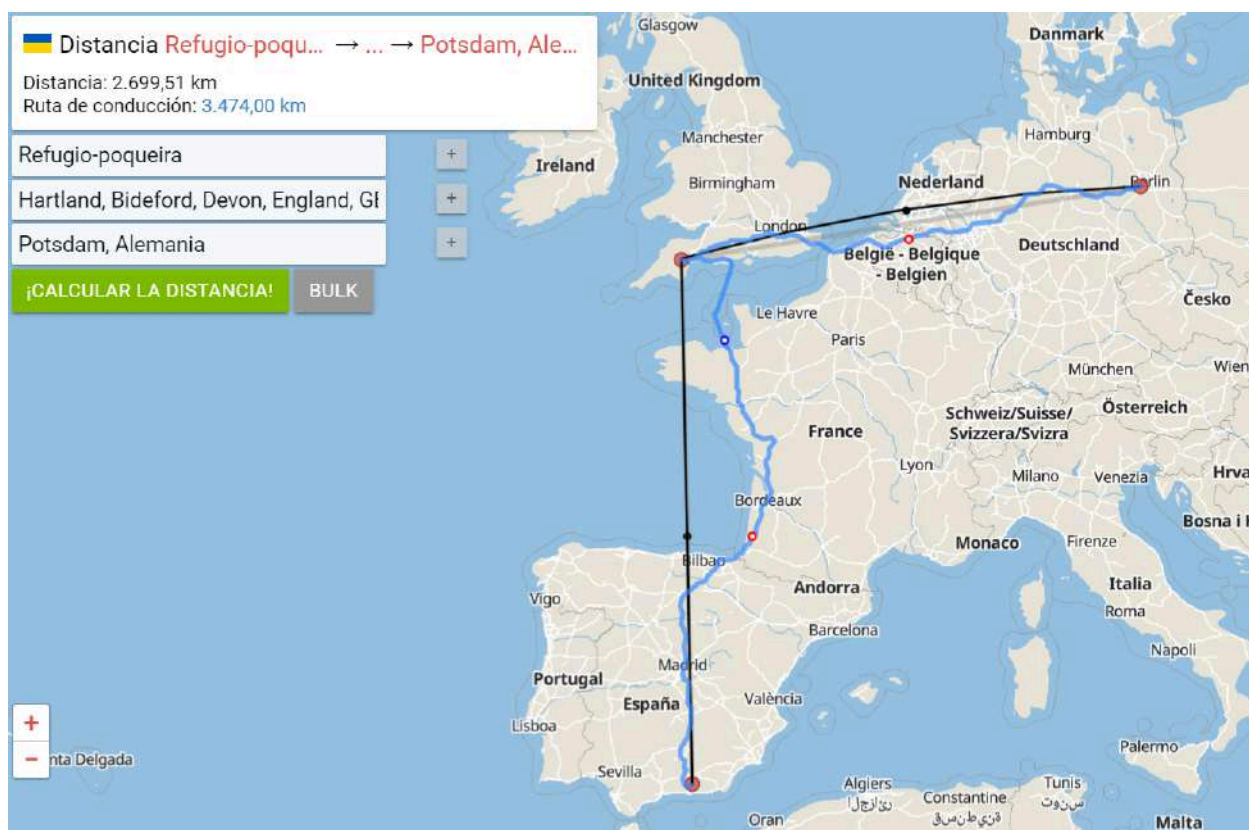 Distancia Refugio-poqu... → ... → Potsdam, Ale...
Distancia: 2.699,51 km
Ruta de conducción: 3.474,00 km
Refugio-poqueira
+
Hartland, Bideford, Devon, England, GE
+
Potsdam, Alemania
+
¡CALCULAR LA DISTANCIA!
BULK
Glasgow
Danmark
United Kingdom
Hamburg
Manchester
Ireland
Birmingham
Nederland
Berlin
London
België - Belgique
- Belgien
Deutschland
Česko
Le Havre
Paris
München
Wien
Schweiz/Suisse/
Svizzera/Svizra
Österreich
France
Lyon
Milano
Venezia
Hrva
Bordeaux
Bosna i H
Monaco
Firenze
Bilbao
Andorra
Italia
Vigo
Roma
Barcelona
Napoli
Madrid
Portugal
España
València
Lisboa
+
−
nta Delgada
Palermo
Sevilla
Algiers
الجزائر
Constantine
قسنطينة
Tunis
تونس
Oran
Malta